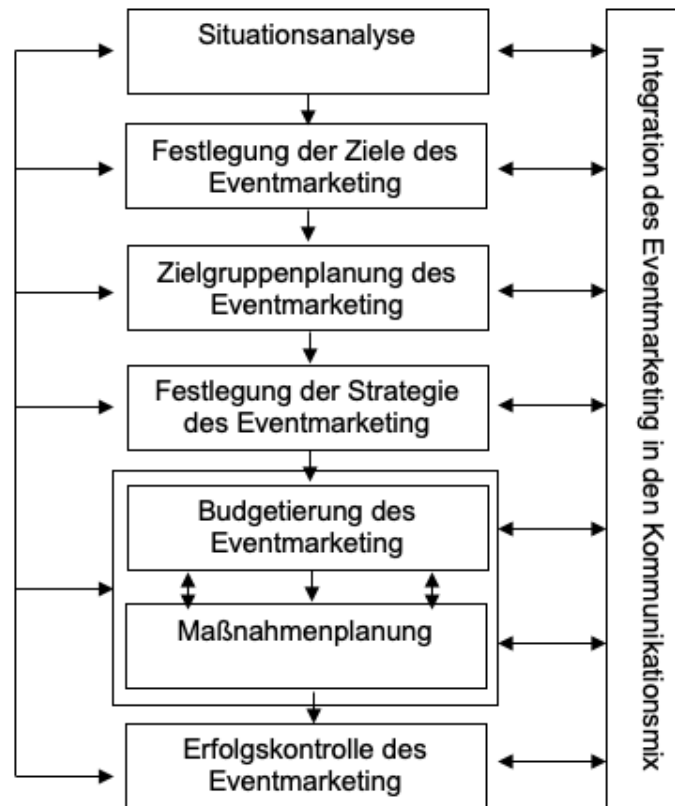 Situationsanalyse
Festlegung der Ziele des
Eventmarketing
Zielgruppenplanung des
Eventmarketing
Festlegung der Strategie
des Eventmarketing
Budgetierung des
Eventmarketing
Maßnahmenplanung
Erfolgskontrolle des
Eventmarketing
Integration des Eventmarketing in den Kommunikationsmix